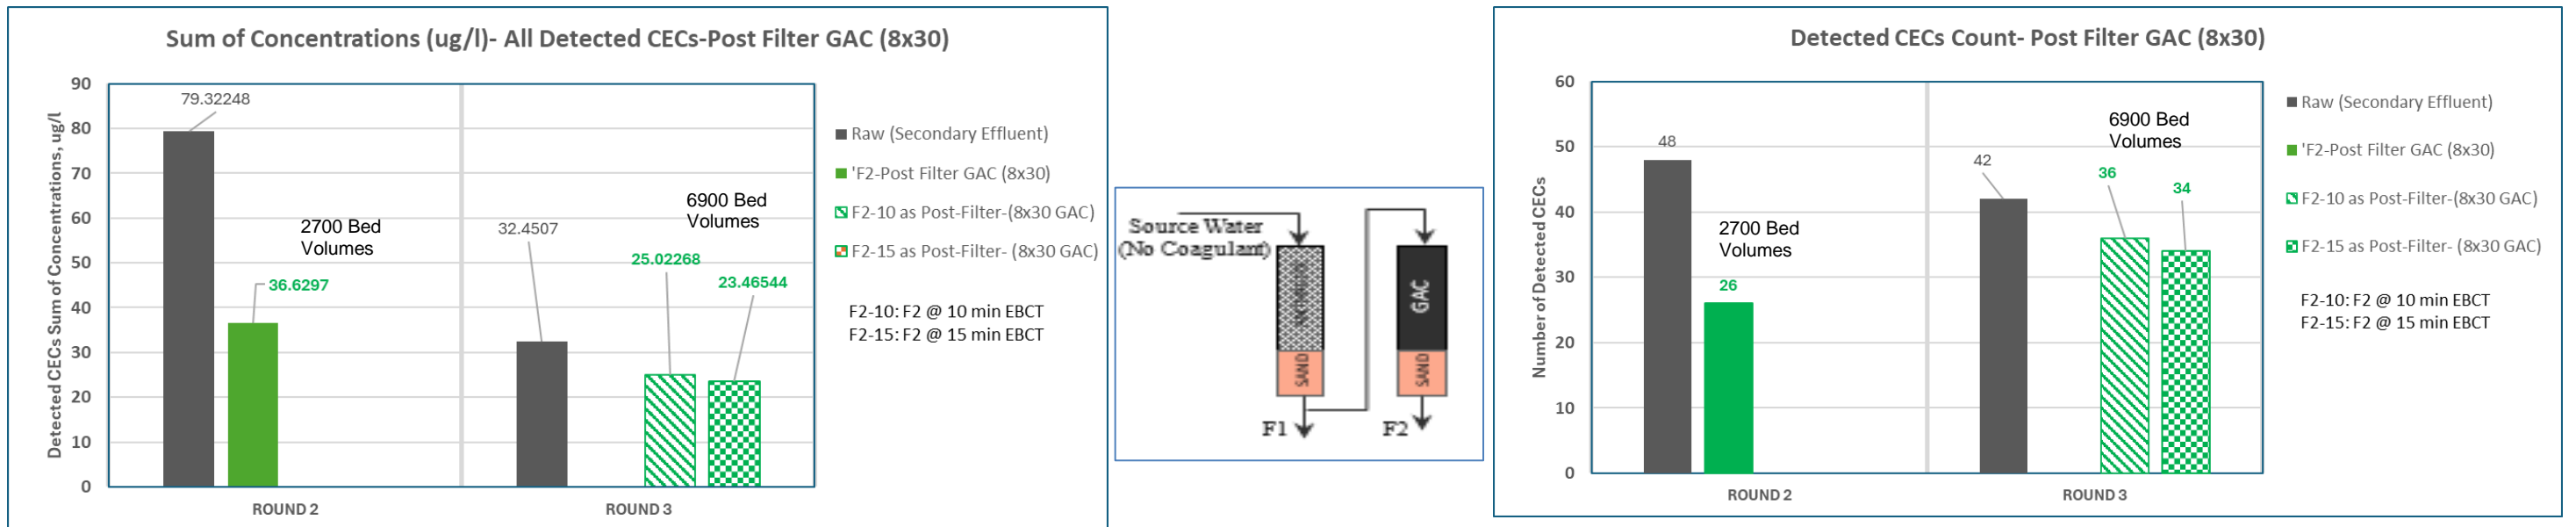 Sum of Concentrations (ug/l)- All Detected CECs-Post Filter GAC (8x30)
Detected CECs Sum of Concentrations, ug/l
90
80
70
60
50
40
30
20
10
0
79.32248
36.6297
2700 Bed
Volumes
32.4507
25.02268
23.46544
6900 Bed
Volumes
ROUND 2
ROUND 3
Raw (Secondary Effluent)
'F2-Post Filter GAC (8x30)
F2-10 as Post-Filter-(8x30 GAC)
F2-15 as Post-Filter- (8x30 GAC)
F2-10: F2 @ 10 min EBCT
F2-15: F2 @ 15 min EBCT
Source Water
(No Coagulant)
SAND
GAC
SAND
F1
F2
Detected CECs Count- Post Filter GAC (8x30)
Number of Detected CECs
60
50
40
30
20
10
0
48
26
2700 Bed
Volumes
42
36
34
6900 Bed
Volumes
ROUND 2
ROUND 3
Raw (Secondary Effluent)
'F2-Post Filter GAC (8x30)
F2-10 as Post-Filter-(8x30 GAC)
F2-15 as Post-Filter- (8x30 GAC)
F2-10: F2 @ 10 min EBCT
F2-15: F2 @ 15 min EBCT